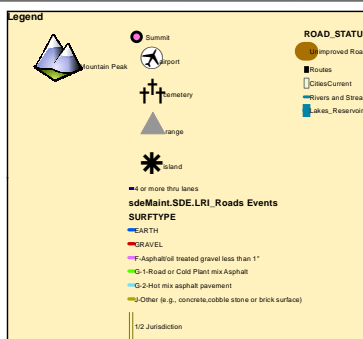 Legend
Mountain Peak
Summit
airport
cemetery
range
island
4 or more thru lanes
sdeMaint.SDE.LRI_Roads Events
SURFTYPE
EARTH
GRAVEL
F-Asphalt/oil treated gravel less than 1"
G-1-Road or Cold Plant mix Asphalt
G-2-Hot mix asphalt pavement
J-Other (e.g., concrete,cobble stone or brick surface)
1/2 Jurisdiction
ROAD_STATU
Unimproved Roa
Routes
CitiesCurrent
Rivers and Strea
Lakes_Reservoir